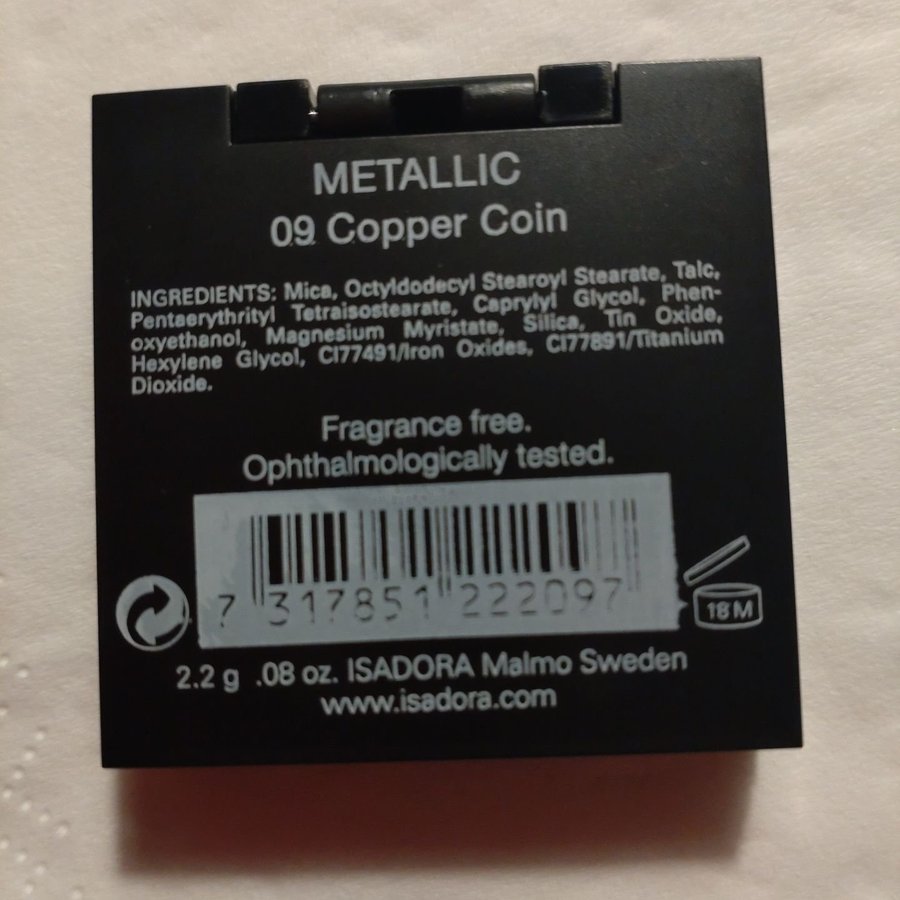 METALLIC
09 Copper Coin
INGREDIENTS: Mica, Octyldodecyl Stearoyl Stearate, Talc,
Pentaerythrityl Tetraisostearate, Caprylyl Glycol, Phen-
oxyethanol, Magnesium Myristate, Silica, Tin Oxide,
Hexylene Glycol, CI77491/Iron Oxides, CI77891/Titanium
Dioxide.
Fragrance free.
Ophthalmologically tested.
7 317851 222097
18 M
2.2 g .08 oz. ISADORA Malmo Sweden
www.isadora.com